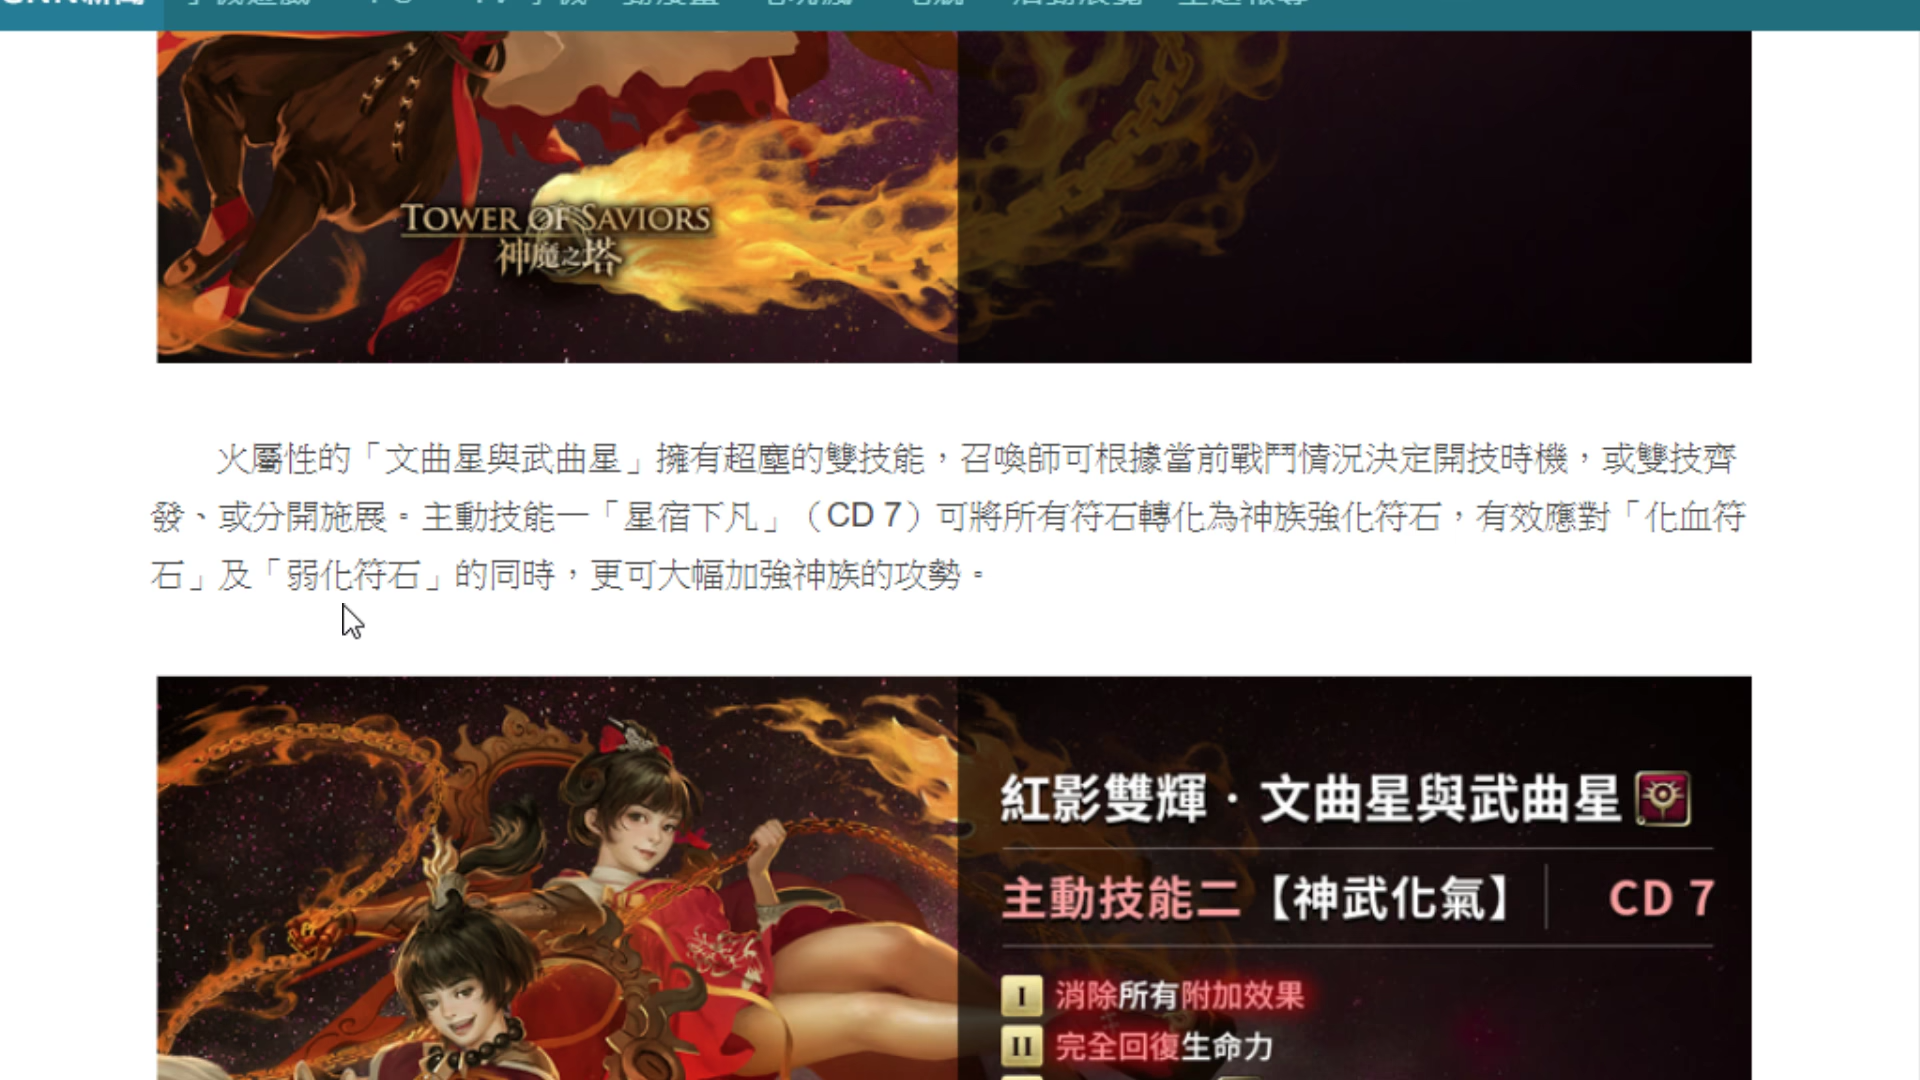 TOWER OF SAVIORS
神魔之塔
火屬性的「文曲星與武曲星」擁有超塵的雙技能，召喚師可根據當前戰鬥情況決定開技時機，或雙技齊
發、或分開施展。主動技能一「星宿下凡」（CD 7）可將所有符石轉化為神族強化符石，有效應對「化血符
石」及「弱化符石」的同時，更可大幅加強神族的攻勢。
紅影雙輝．文曲星與武曲星
主動技能二【神武化氣】 CD 7
I 消除所有附加效果
II 完全回復生命力